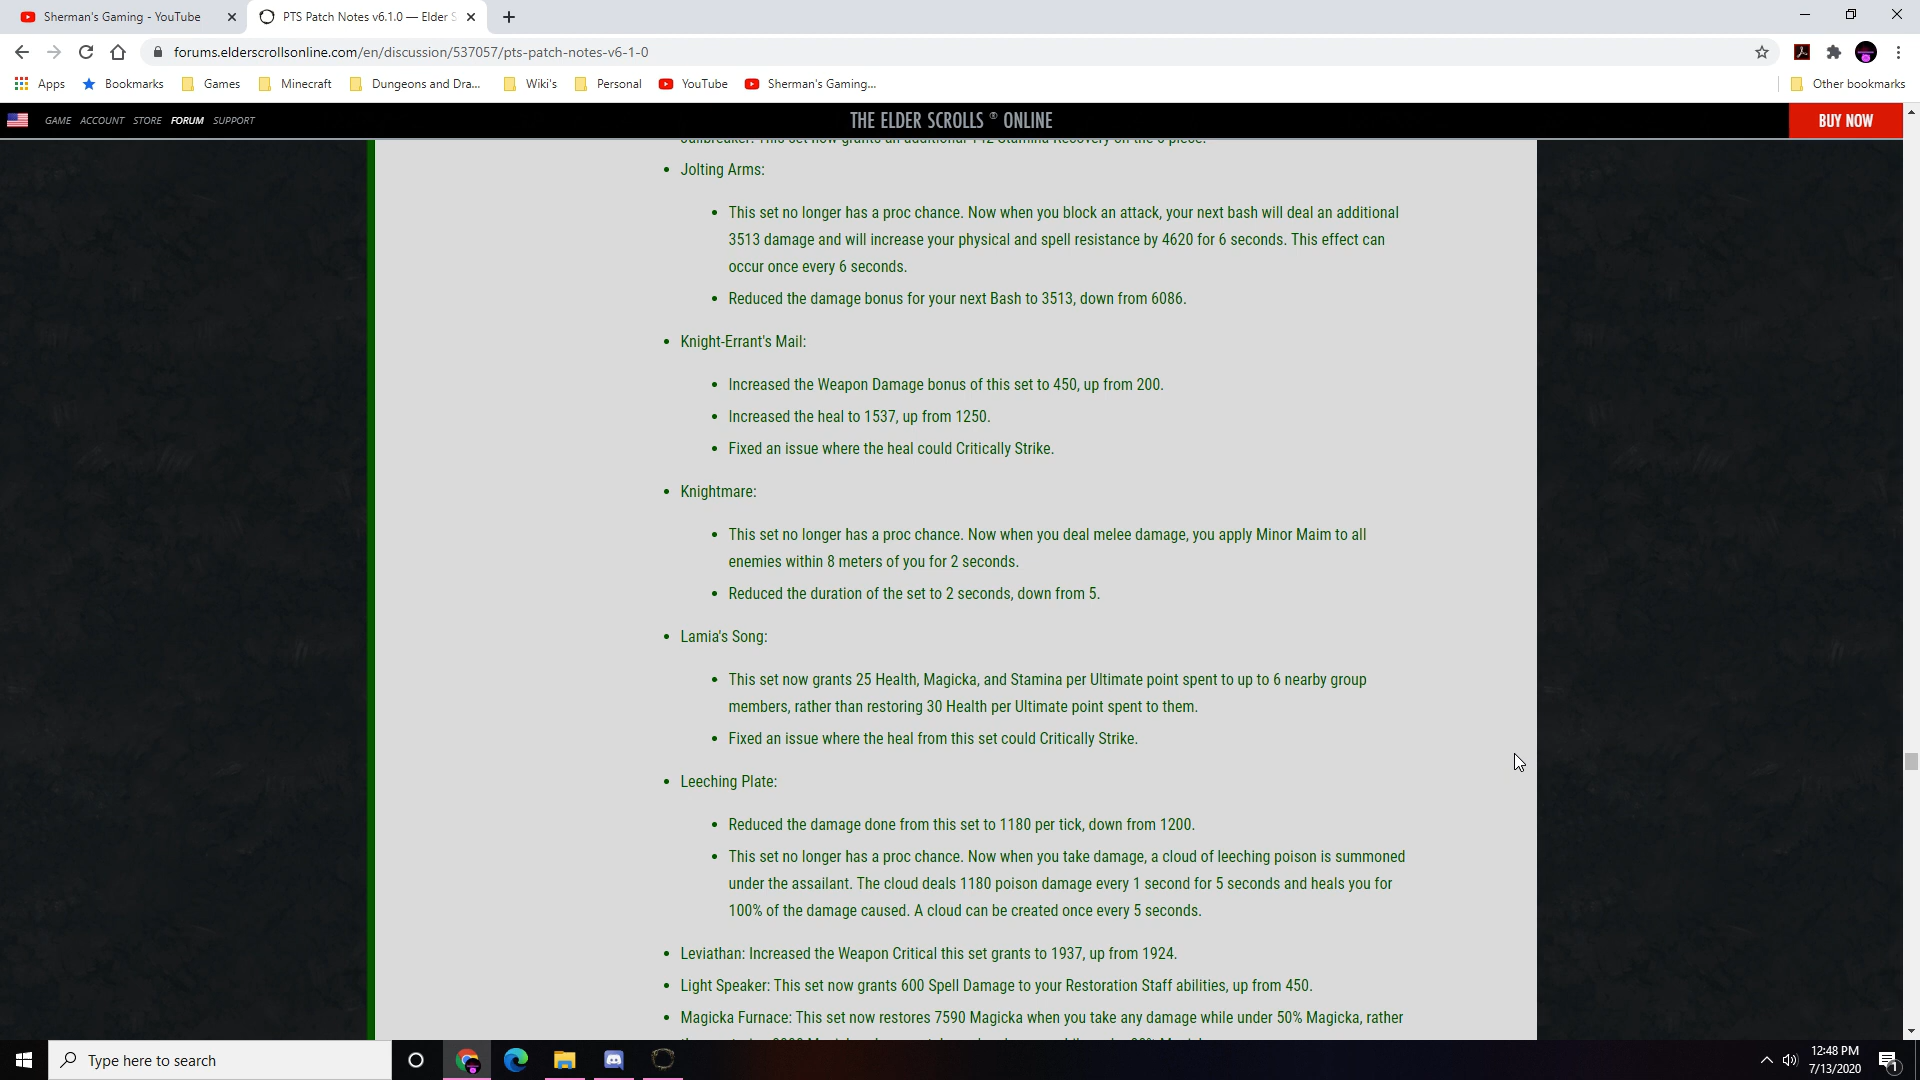 Sherman's Gaming - YouTube
PTS Patch Notes v6.1.0 — Elder S
forums.elderscrollsonline.com/en/discussion/537057/pts-patch-notes-v6-1-0
Apps Bookmarks Games Minecraft Dungeons and Dra... Wiki's Personal YouTube Sherman's Gaming... Other bookmarks
GAME ACCOUNT STORE FORUM SUPPORT THE ELDER SCROLLS ® ONLINE BUY NOW
Jailbreaker: This set now grants an additional 142 Stamina Recovery on the 5 piece.
Jolting Arms:
This set no longer has a proc chance. Now when you block an attack, your next bash will deal an additional
3513 damage and will increase your physical and spell resistance by 4620 for 6 seconds. This effect can
occur once every 6 seconds.
Reduced the damage bonus for your next Bash to 3513, down from 6086.
Knight-Errant's Mail:
Increased the Weapon Damage bonus of this set to 450, up from 200.
Increased the heal to 1537, up from 1250.
Fixed an issue where the heal could Critically Strike.
Knightmare:
This set no longer has a proc chance. Now when you deal melee damage, you apply Minor Maim to all
enemies within 8 meters of you for 2 seconds.
Reduced the duration of the set to 2 seconds, down from 5.
Lamia's Song:
This set now grants 25 Health, Magicka, and Stamina per Ultimate point spent to up to 6 nearby group
members, rather than restoring 30 Health per Ultimate point spent to them.
Fixed an issue where the heal from this set could Critically Strike.
Leeching Plate:
Reduced the damage done from this set to 1180 per tick, down from 1200.
This set no longer has a proc chance. Now when you take damage, a cloud of leeching poison is summoned
under the assailant. The cloud deals 1180 poison damage every 1 second for 5 seconds and heals you for
100% of the damage caused. A cloud can be created once every 5 seconds.
Leviathan: Increased the Weapon Critical this set grants to 1937, up from 1924.
Light Speaker: This set now grants 600 Spell Damage to your Restoration Staff abilities, up from 450.
Magicka Furnace: This set now restores 7590 Magicka when you take any damage while under 50% Magicka, rather
Type here to search
12:48 PM
7/13/2020
1